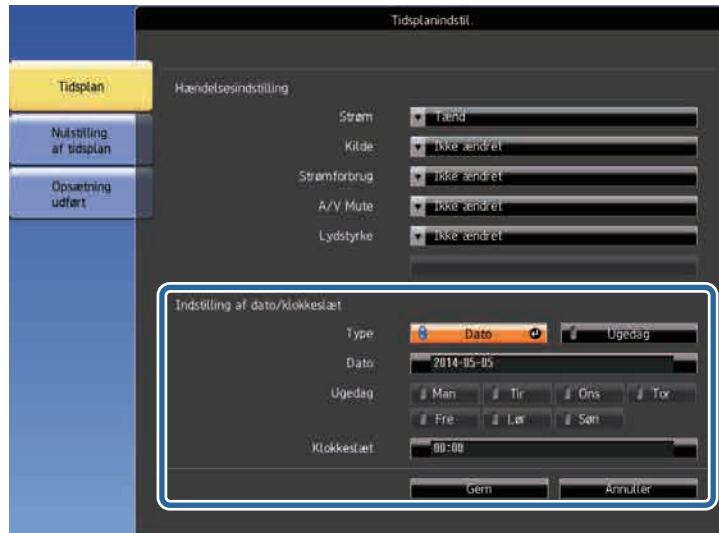 Tidsplanindstil.
Tidsplan
Nulstilling
af tidsplan
Opsætning
udført
Hændelsesindstilling
Strøm Tænd
Kilde Ikke ændret
Strømforbrug Ikke ændret
A/V Mute Ikke ændret
Lydstyrke Ikke ændret
Indstilling af dato/klokkeslæt
Type Dato Ugedag
Dato 2014-05-05
Ugedag Man Tir Ons Tor
Fre Lør Søn
Klokkeslæt 00:00
Gem Annuller